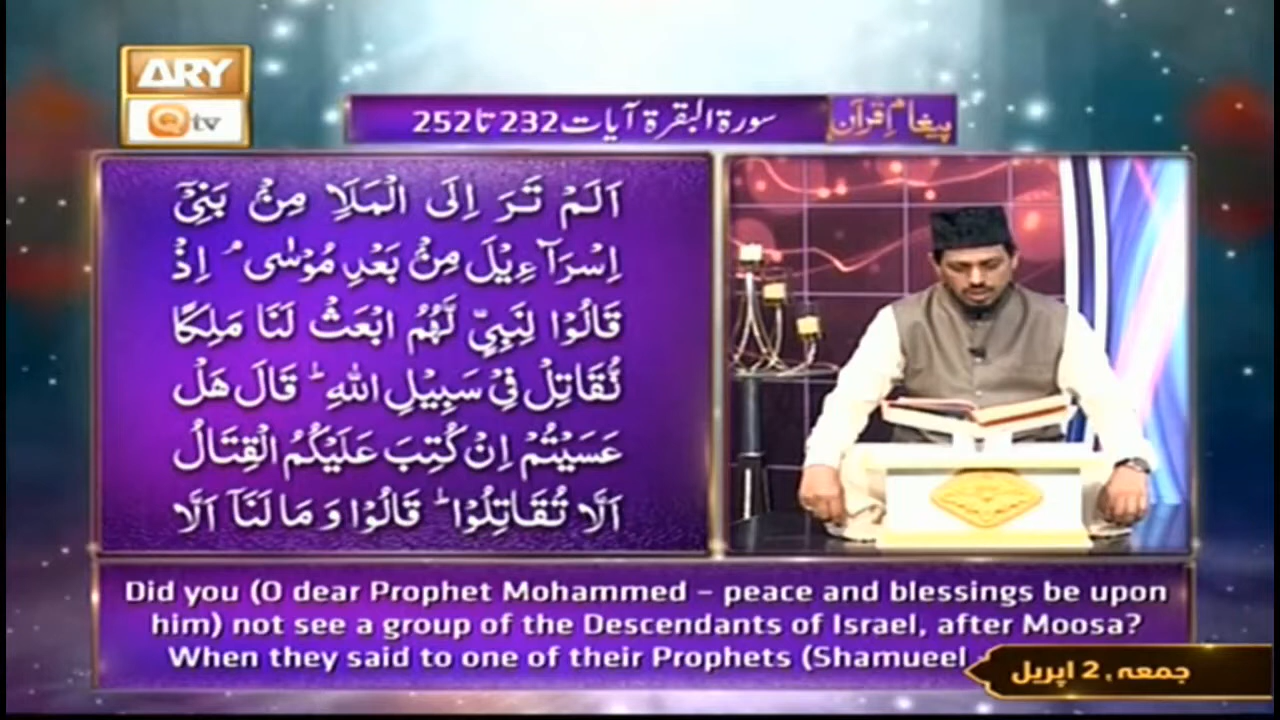 ARY
Qtv
پیغامِ قرآن
سورۃ البقرۃ آیات 232 تا 252
اَلَمْ تَرَ اِلَی الْمَلَاِ مِنْۢ بَنِیْۤ
اِسْرَآءِیْلَ مِنْۢ بَعْدِ مُوْسٰی ۘ اِذْ
قَالُوْا لِنَبِیٍّ لَّهُمُ ابْعَثْ لَنَا مَلِكًا
نُّقَاتِلْ فِیْ سَبِیْلِ اللّٰهِ ؕ قَالَ هَلْ
عَسَیْتُمْ اِنْ كُتِبَ عَلَیْكُمُ الْقِتَالُ
اَلَّا تُقَاتِلُوْا ؕ قَالُوْا وَ مَا لَنَاۤ اَلَّا
Did you (O dear Prophet Mohammed – peace and blessings be upon
him) not see a group of the Descendants of Israel, after Moosa?
When they said to one of their Prophets (Shamueel
جمعہ، 2 اپریل